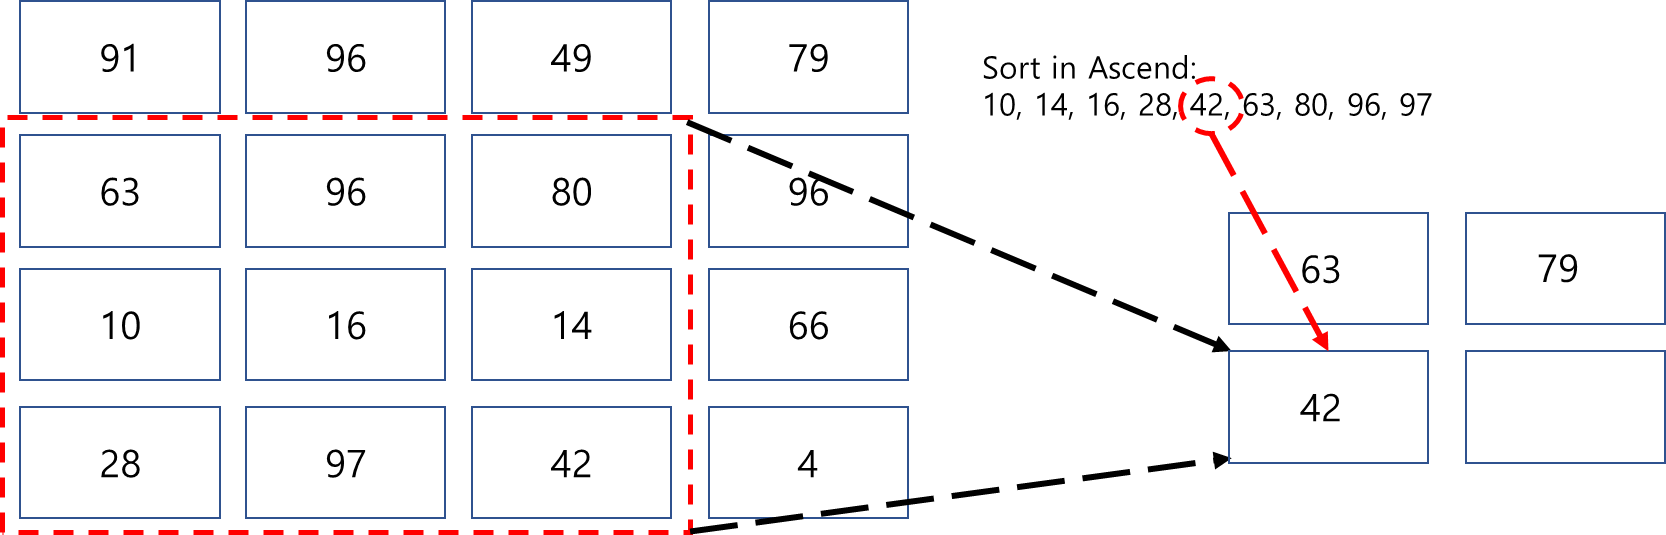 91 96 49 79
Sort in Ascend:
10, 14, 16, 28, 42, 63, 80, 96, 97
63 96 80 96
63 79
10 16 14 66
42
28 97 42 4